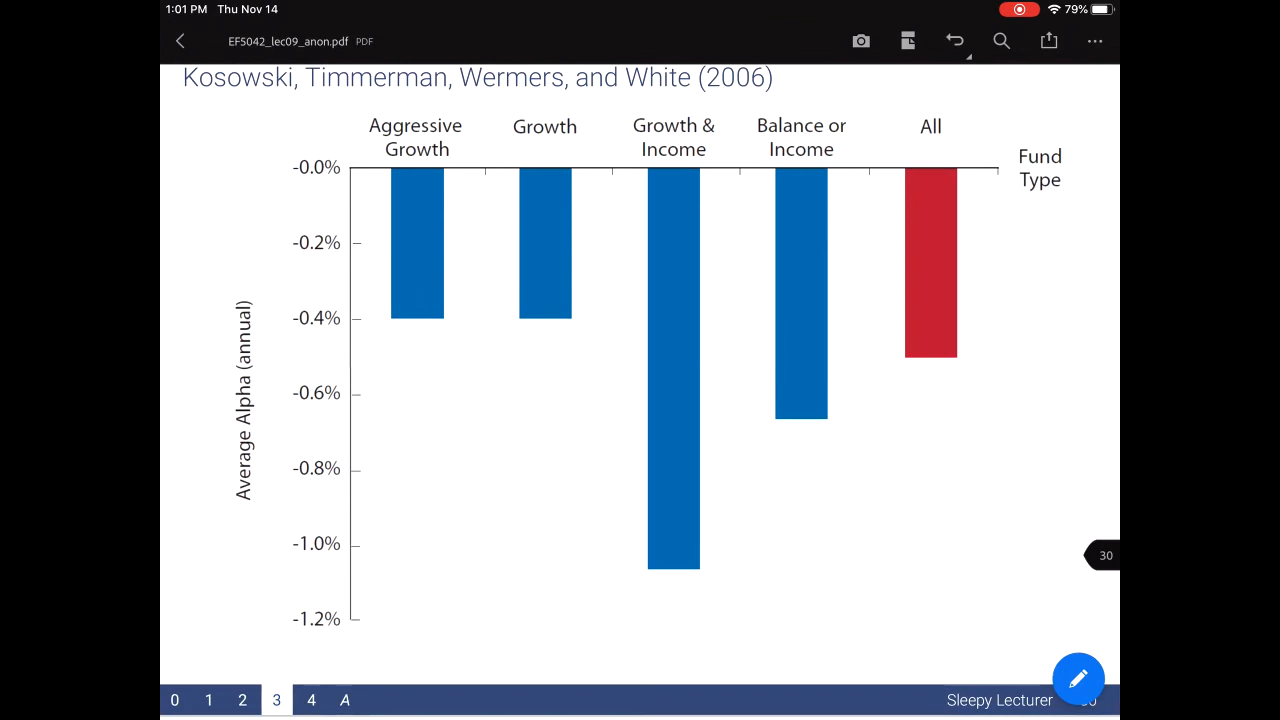 1:01 PM Thu Nov 14
79%
EF5042_lec09_anon.pdf PDF
Kosowski, Timmerman, Wermers, and White (2006)
Aggressive Growth
Growth
Growth & Income
Balance or Income
All
Fund Type
-0.0%
-0.2%
-0.4%
-0.6%
-0.8%
-1.0%
-1.2%
Average Alpha (annual)
30
0 1 2 3 4 A
Sleepy Lecturer